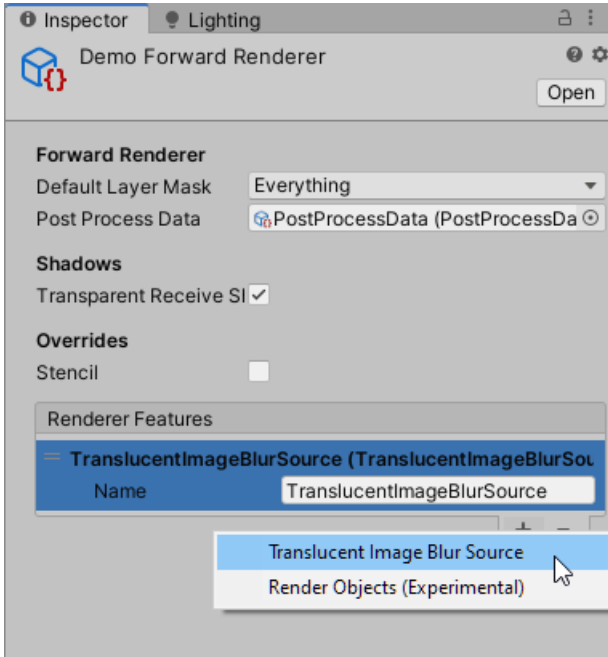 Inspector Lighting
Demo Forward Renderer
Open
Forward Renderer
Default Layer Mask Everything
Post Process Data PostProcessData (PostProcessDa
Shadows
Transparent Receive Sl
Overrides
Stencil
Renderer Features
TranslucentImageBlurSource (TranslucentImageBlurSou
Name TranslucentImageBlurSource
Translucent Image Blur Source
Render Objects (Experimental)